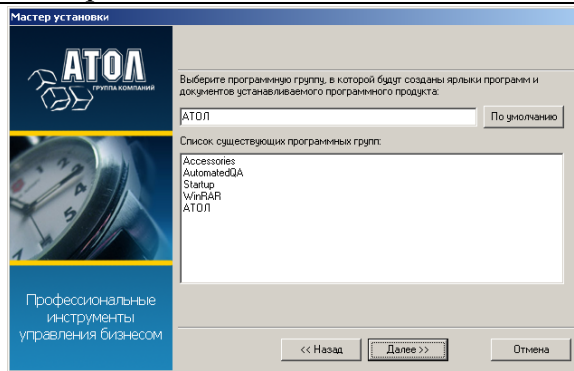 Мастер установки
АТОЛ
ГРУППА КОМПАНИЙ
Выберите программную группу, в которой будут созданы ярлыки программ и
документов устанавливаемого программного продукта:
АТОЛ
По умолчанию
Список существующих программных групп:
Accessories
AutomatedQA
Startup
WinRAR
АТОЛ
Профессиональные
инструменты
управления бизнесом
<< Назад
Далее >>
Отмена